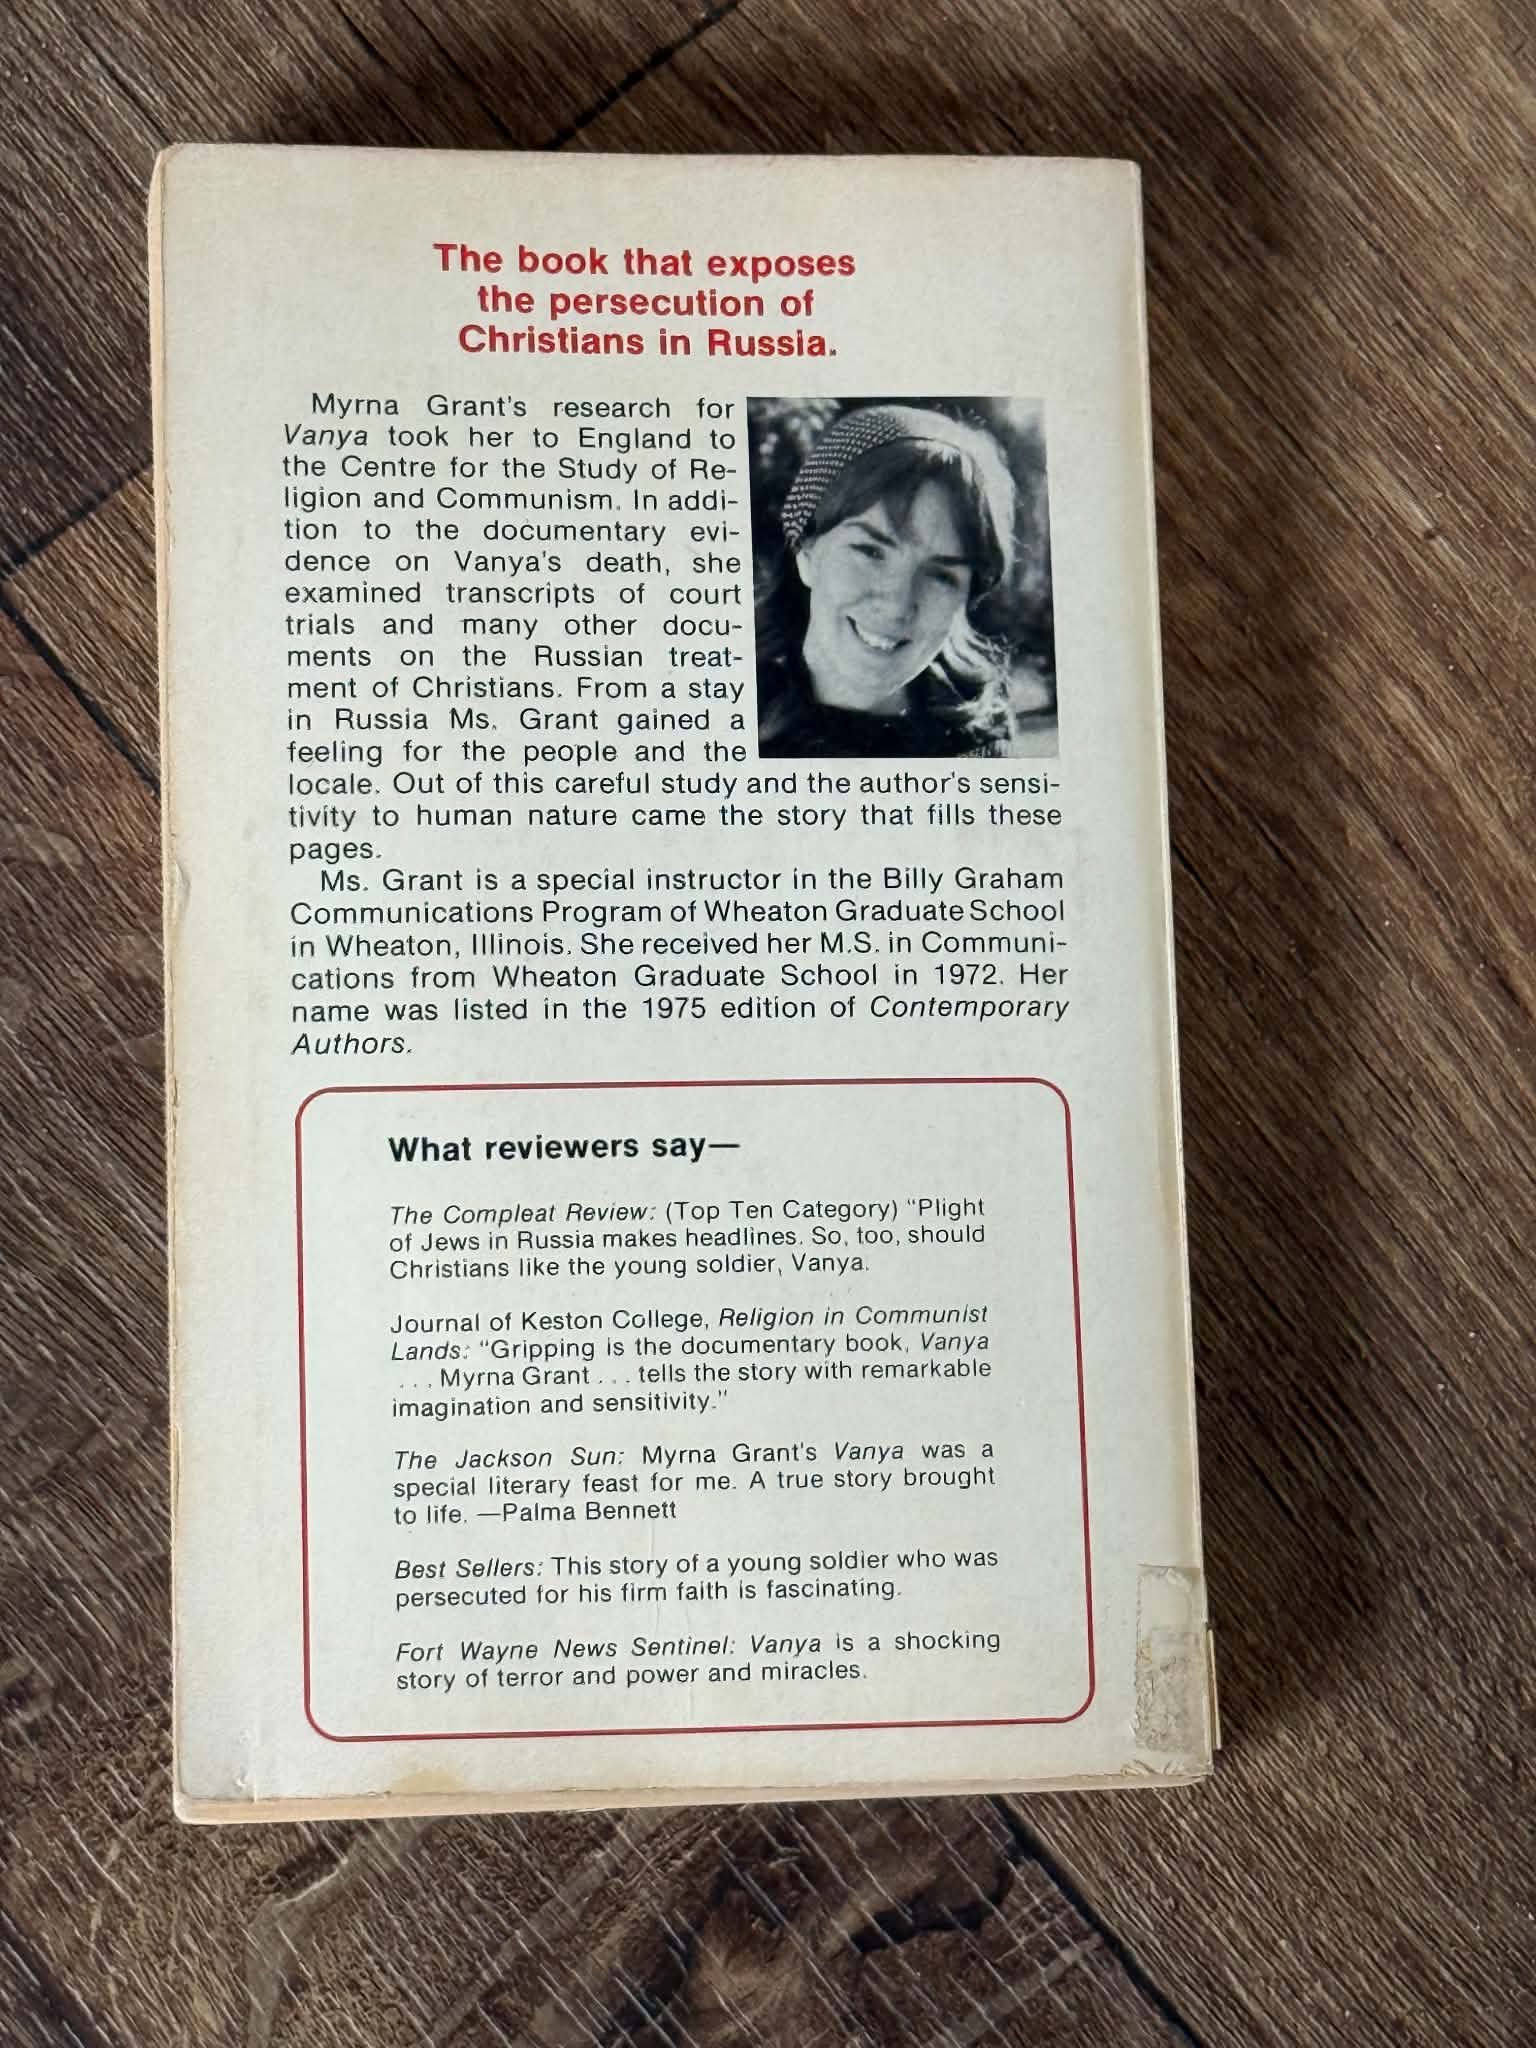 The book that exposes
the persecution of
Christians in Russia.
Myrna Grant's research for
Vanya took her to England to
the Centre for the Study of Re-
ligion and Communism. In addi-
tion to the documentary evi-
dence on Vanya's death, she
examined transcripts of court
trials and many other docu-
ments on the Russian treat-
ment of Christians. From a stay
in Russia Ms. Grant gained a
feeling for the people and the
locale. Out of this careful study and the author's sensi-
tivity to human nature came the story that fills these
pages.
Ms. Grant is a special instructor in the Billy Graham
Communications Program of Wheaton Graduate School
in Wheaton, Illinois. She received her M.S. in Communi-
cations from Wheaton Graduate School in 1972. Her
name was listed in the 1975 edition of Contemporary
Authors.
What reviewers say—
The Compleat Review: (Top Ten Category) "Plight
of Jews in Russia makes headlines. So, too, should
Christians like the young soldier, Vanya.
Journal of Keston College, Religion in Communist
Lands: "Gripping is the documentary book, Vanya
. . . Myrna Grant . . . tells the story with remarkable
imagination and sensitivity."
The Jackson Sun: Myrna Grant's Vanya was a
special literary feast for me. A true story brought
to life. —Palma Bennett
Best Sellers: This story of a young soldier who was
persecuted for his firm faith is fascinating.
Fort Wayne News Sentinel: Vanya is a shocking
story of terror and power and miracles.